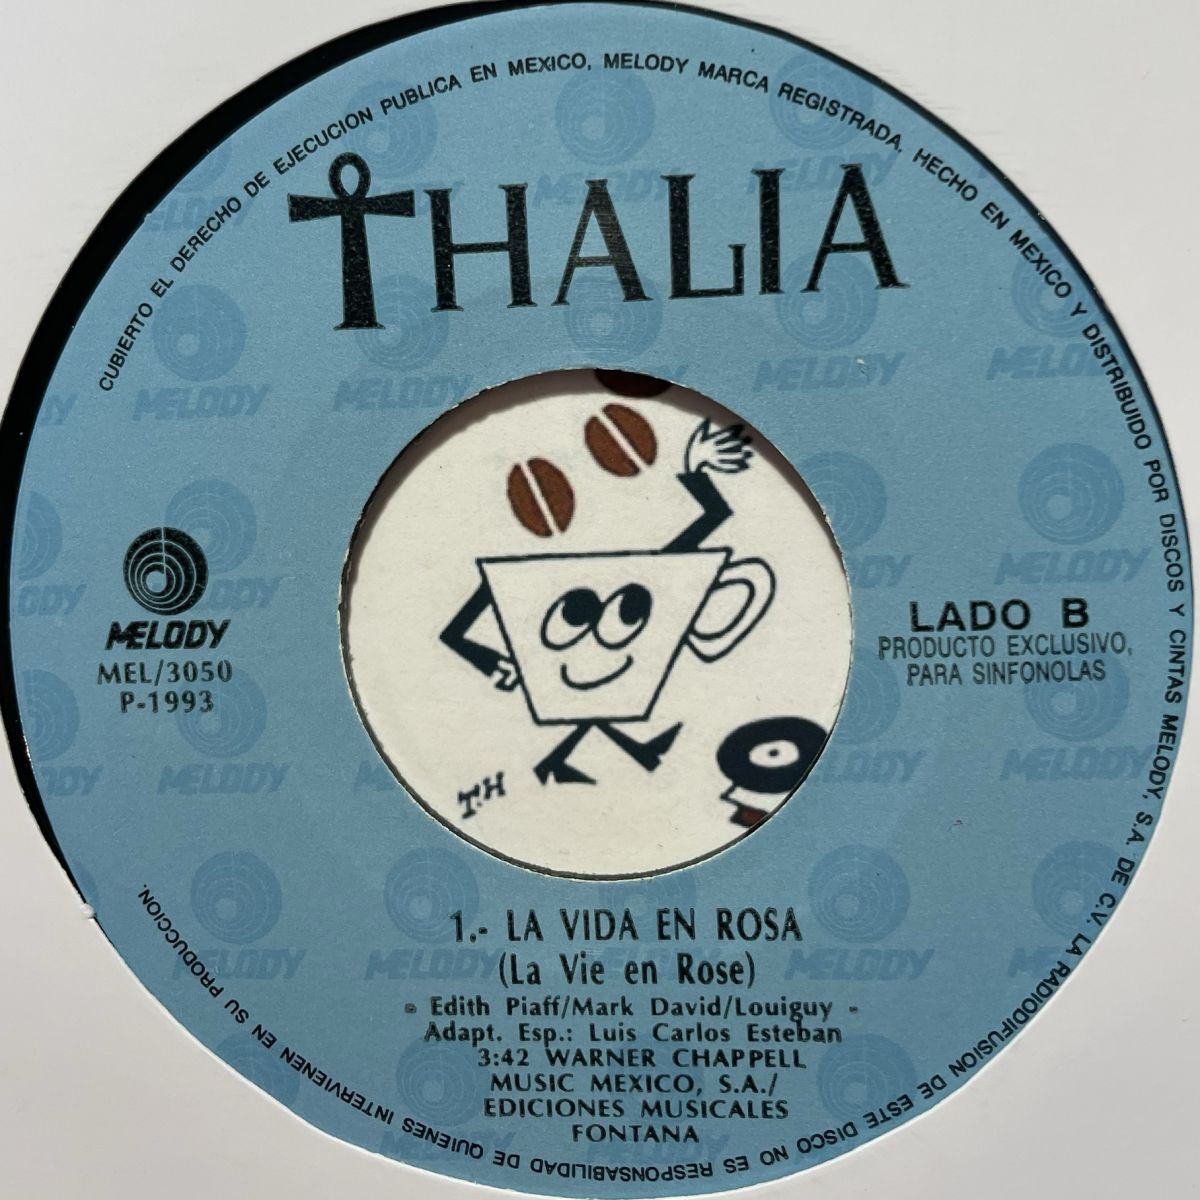 CUBIERTO EL DERECHO DE EJECUCION PUBLICA EN MEXICO, MELODY MARCA REGISTRADA, HECHO EN MEXICO Y DISTRIBUIDO POR DISCOS Y CINTAS MELODY, S.A. DE C.V. LA RADIODIFUSION DE ESTE DISCO NO ES RESPONSABILIDAD DE QUIENES INTERVIENEN EN SU PRODUCCION.
THALIA
MELODY
MEL/3050
P-1993
LADO B
PRODUCTO EXCLUSIVO,
PARA SINFONOLAS
T.H
1.- LA VIDA EN ROSA
(La Vie en Rose)
- Edith Piaff/Mark David/Louiguy -
Adapt. Esp.: Luis Carlos Esteban
3:42 WARNER CHAPPELL
MUSIC MEXICO, S.A./
EDICIONES MUSICALES
FONTANA